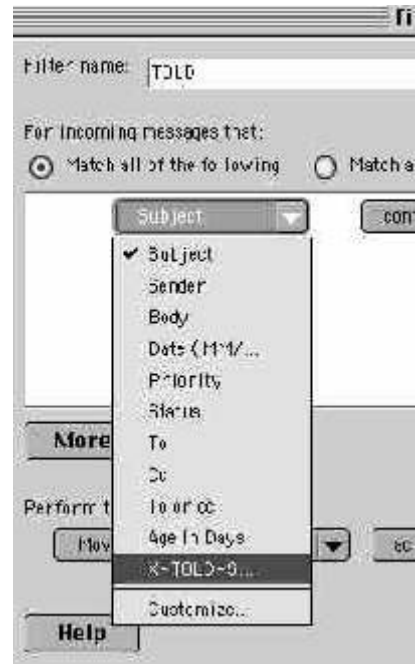 Filter name: TOLD
For incoming messages that:
Match all of the following Match a
Subject
Subject
Sender
Body
Date (MM/...
Priority
Status
More
To
Cc
To or cc
Perform t
Age In Days
Mov
X-TOLD-S...
Customize...
Help